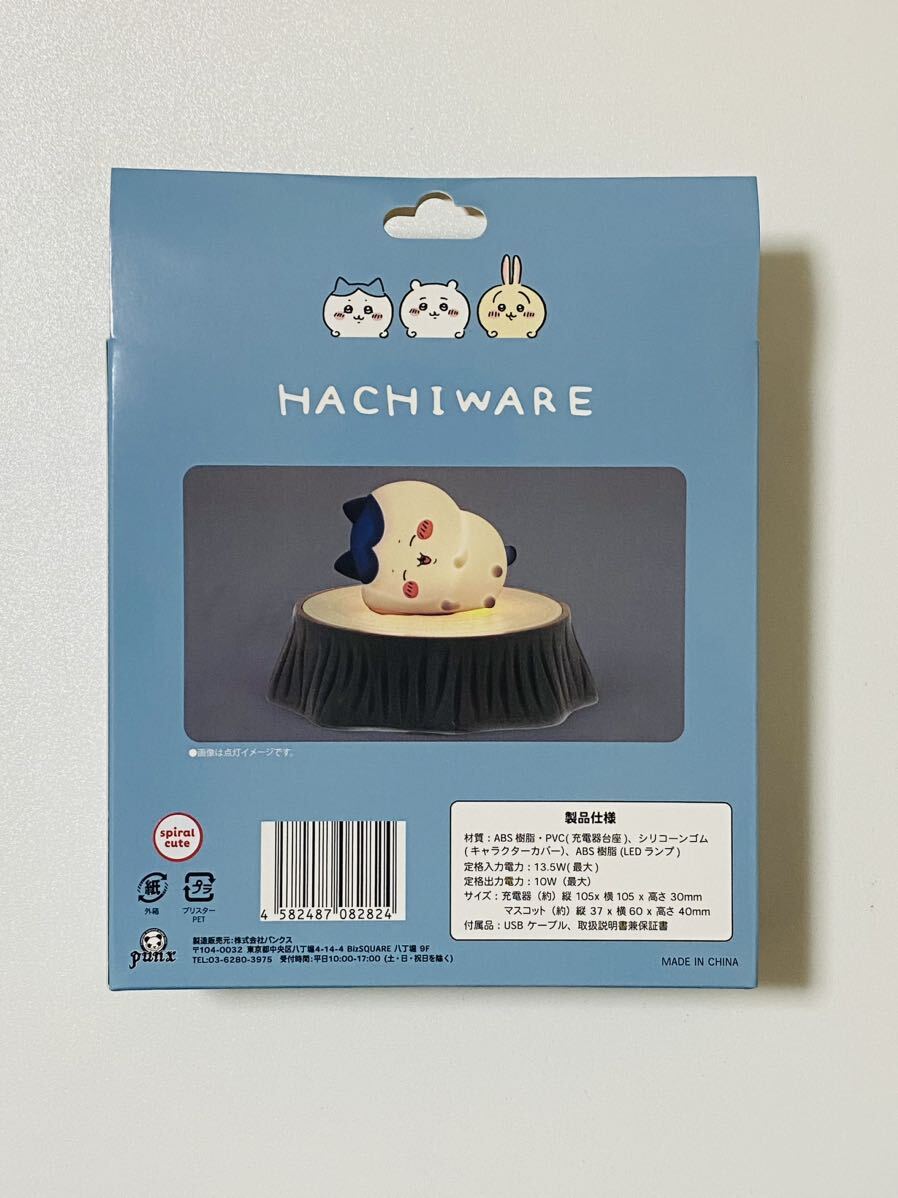 HACHIWARE
●画像は点灯イメージです。
spiral
cute
紙
外箱
プラ
ブリスター
PET
4 582487 082824
製品仕様
材質：ABS 樹脂・PVC(充電器台座)、シリコーンゴム
(キャラクターカバー)、ABS 樹脂 (LED ランプ)
定格入力電力：13.5W(最大)
定格出力電力：10W（最大）
サイズ：充電器（約）縦 105x 横 105 x 高さ 30mm
マスコット（約）縦 37 x 横 60 x 高さ 40mm
付属品：USB ケーブル、取扱説明書兼保証書
punx
製造販売元：株式会社パンクス
〒104-0032 東京都中央区八丁堀4-14-4 BizSQUARE 八丁堀 9F
TEL:03-6280-3975 受付時間:平日10:00-17:00 (土・日・祝日を除く)
MADE IN CHINA